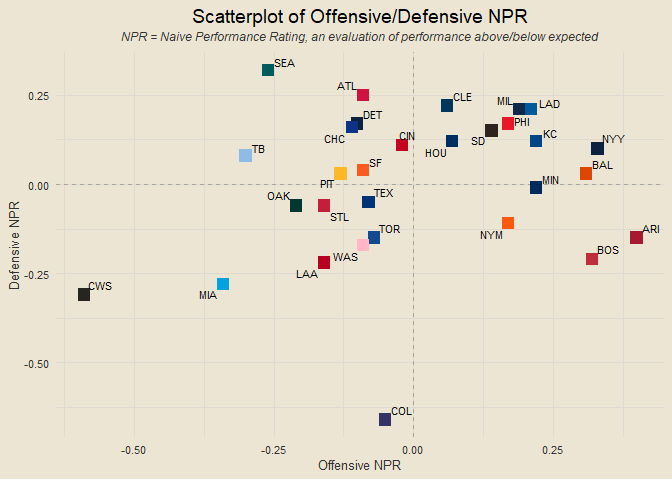 Scatterplot of Offensive/Defensive NPR
NPR = Naive Performance Rating, an evaluation of performance above/below expected
SEA
ATL
CLE
MIL
LAD
0.25
DET
PHI
CHC
CIN
SD
KC
NYY
HOU
TB
SF
BAL
PIT
MIN
0.00
OAK
TEX
STL
TOR
NYM
ARI
WAS
BOS
LAA
-0.25
CWS
MIA
Defensive NPR
-0.50
COL
-0.50
-0.25
0.00
0.25
Offensive NPR